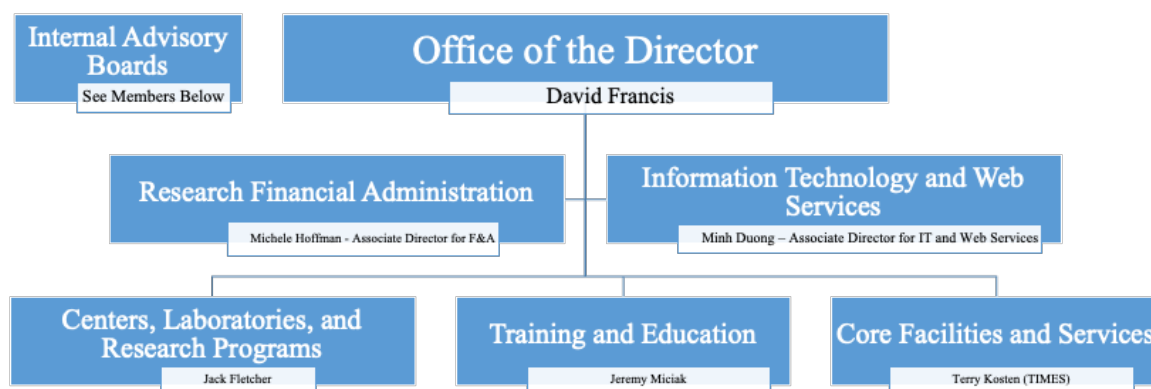 Internal Advisory
Boards
See Members Below
Office of the Director
David Francis
Research Financial Administration
Michele Hoffman - Associate Director for F&A
Information Technology and Web
Services
Minh Duong – Associate Director for IT and Web Services
Centers, Laboratories, and
Research Programs
Jack Fletcher
Training and Education
Jeremy Miciak
Core Facilities and Services
Terry Kosten (TIMES)